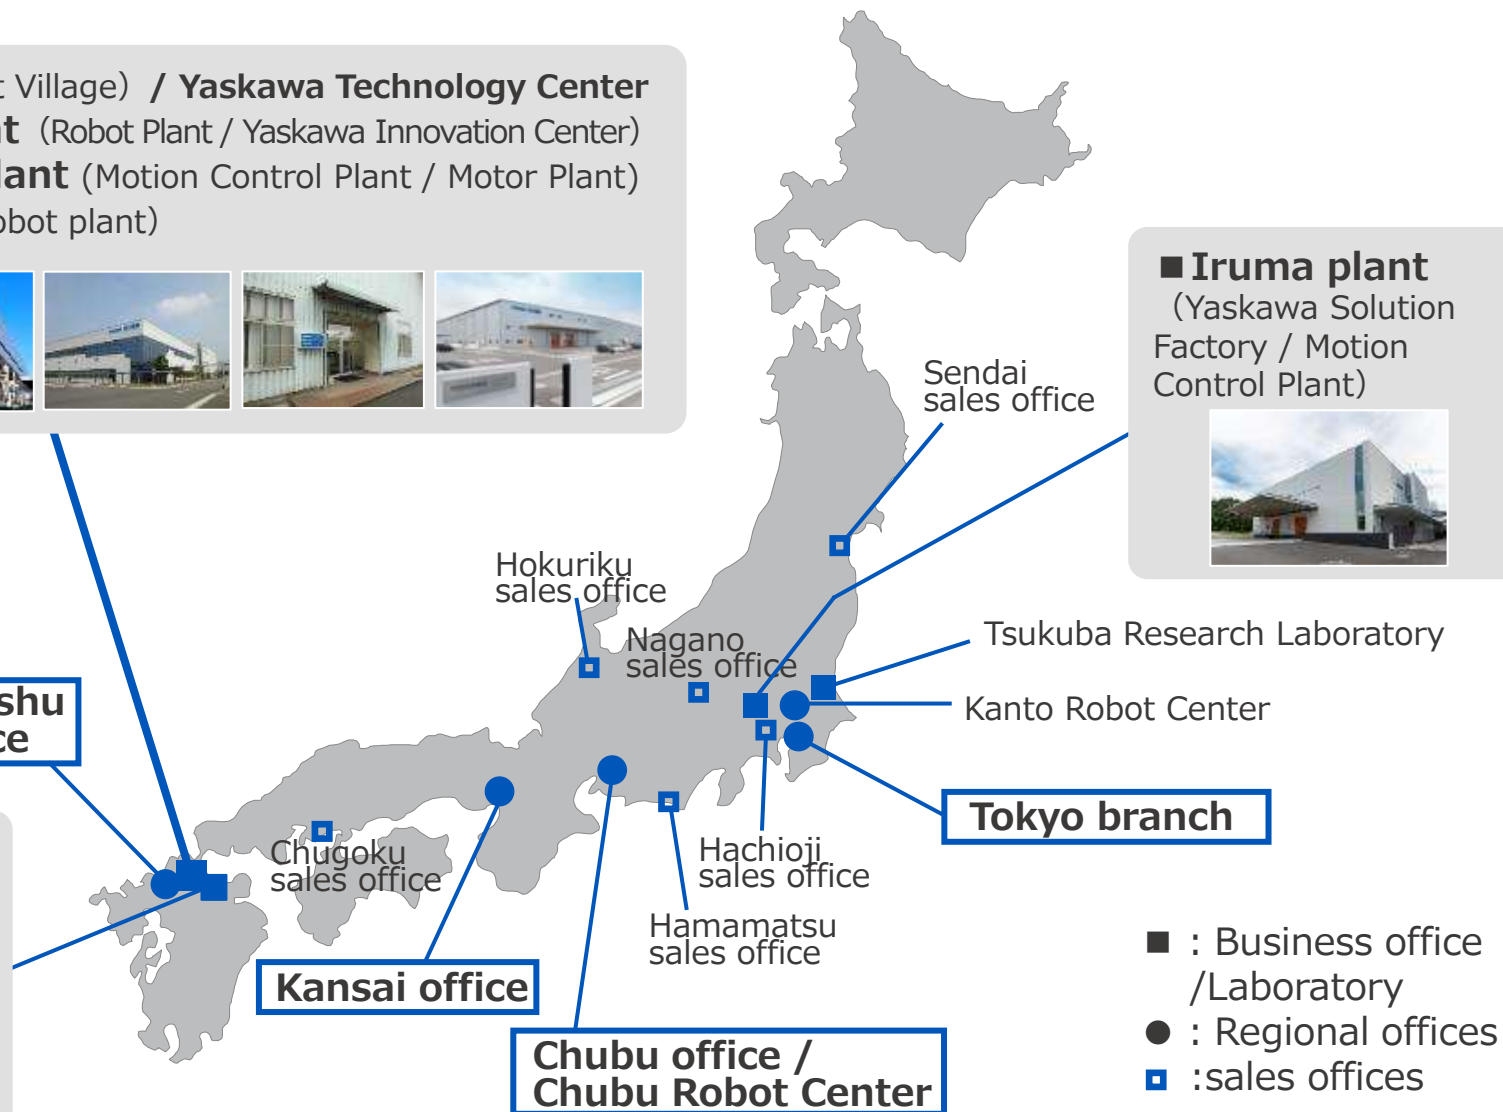 t Village） / Yaskawa Technology Center
nt（Robot Plant / Yaskawa Innovation Center）
lant (Motion Control Plant / Motor Plant)
obot plant）
■Iruma plant
（Yaskawa Solution
Factory / Motion
Control Plant）
Sendai
sales office
Hokuriku
sales office
Nagano
sales office
Tsukuba Research Laboratory
Kanto Robot Center
shu
ce
Tokyo branch
Chugoku
sales office
Hachioji
sales office
Hamamatsu
sales office
Kansai office
Chubu office /
Chubu Robot Center
■ : Business office
/Laboratory
● : Regional offices
:sales offices